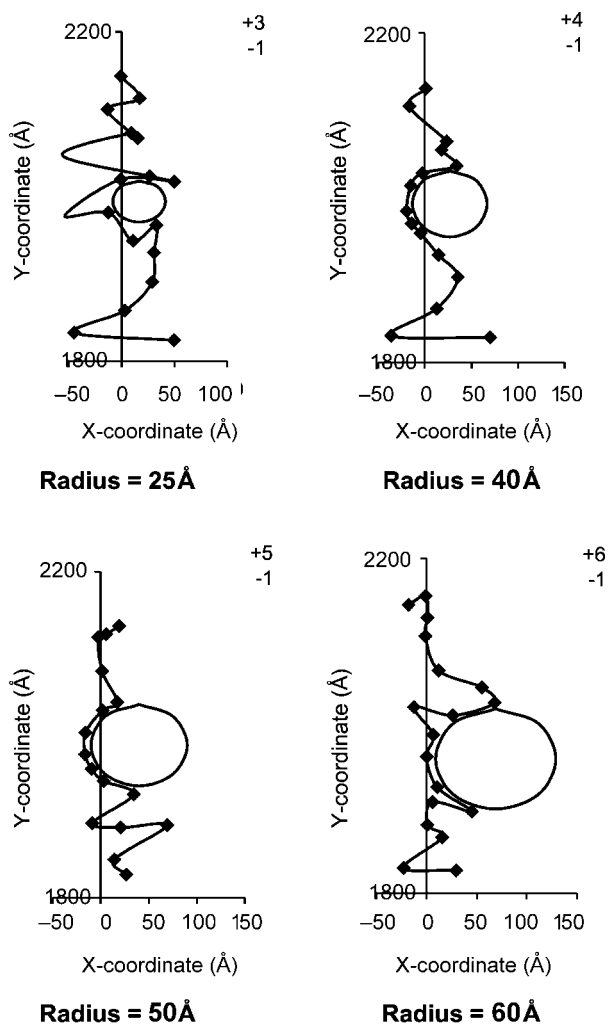 2200
+3
-1
Y-coordinate (Å)
1800
–50 0 50 100
X-coordinate (Å)
Radius = 25Å
2200
+4
-1
Y-coordinate (Å)
1800
–50 0 50 100 150
X-coordinate (Å)
Radius = 40Å
2200
+5
-1
Y-coordinate (Å)
1800
–50 0 50 100 150
X-coordinate (Å)
Radius = 50Å
2200
+6
-1
Y-coordinate (Å)
1800
–50 0 50 100 150
X-coordinate (Å)
Radius = 60Å